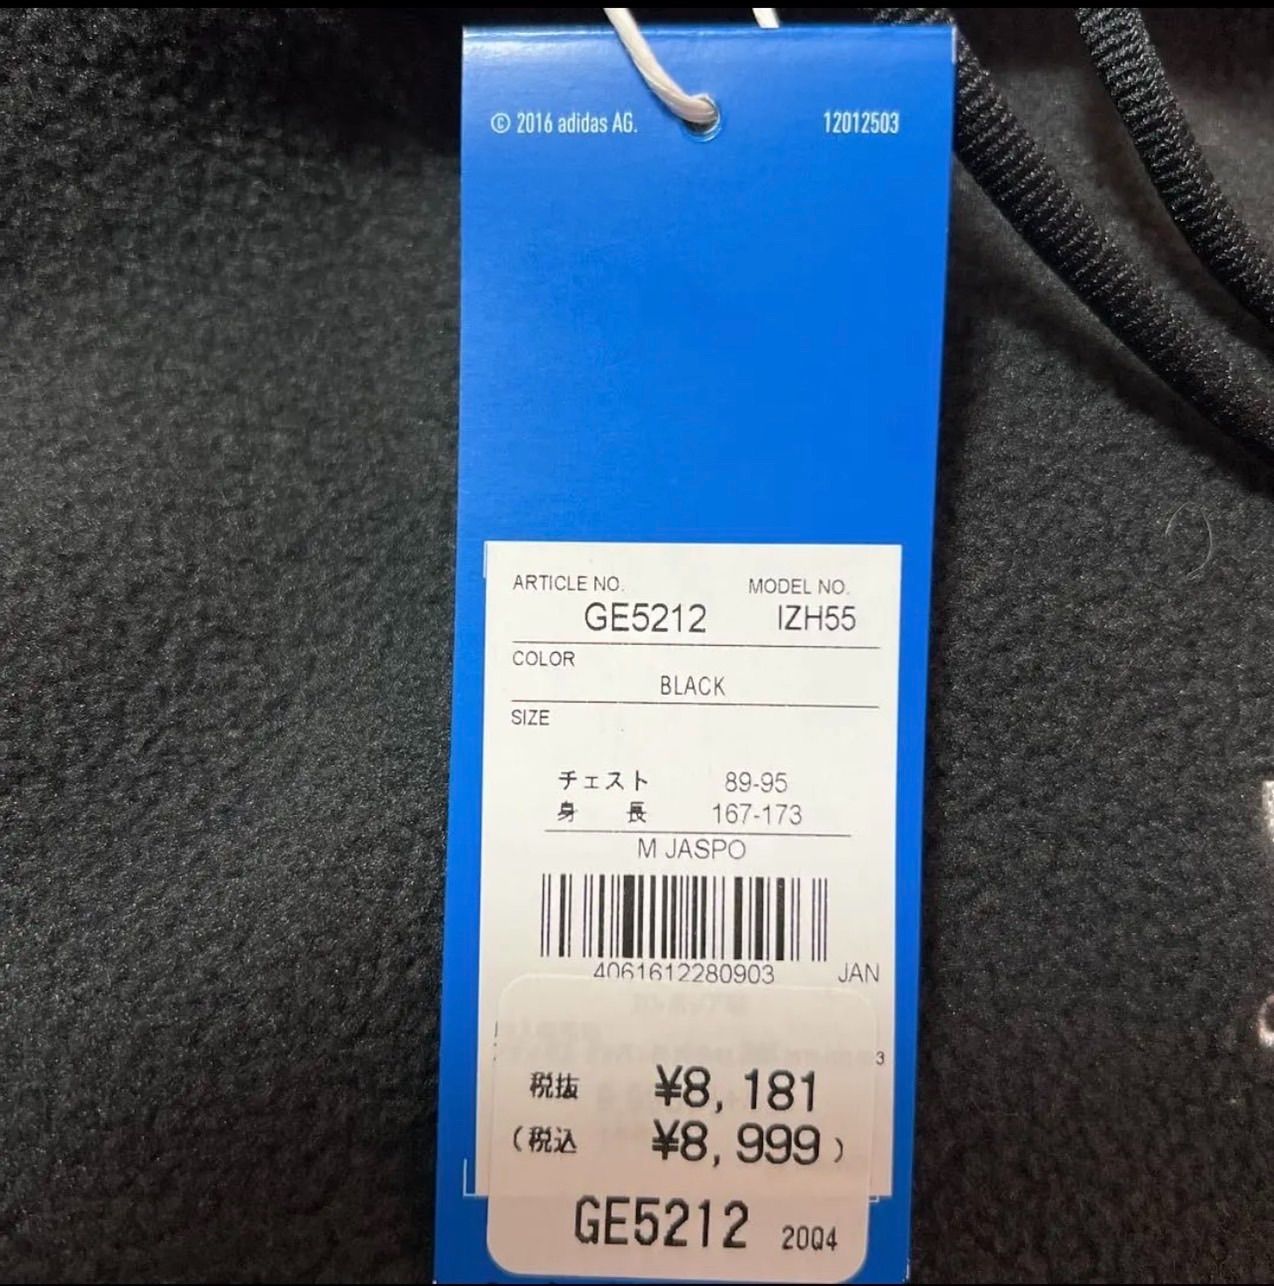 © 2016 adidas AG. 12012503
ARTICLE NO. MODEL NO.
GE5212 IZH55
COLOR
BLACK
SIZE
チェスト 89-95
身 長 167-173
M JASPO
4061612280903 JAN
3
税抜 ¥8,181
(税込 ¥8,999)
GE5212 20Q4